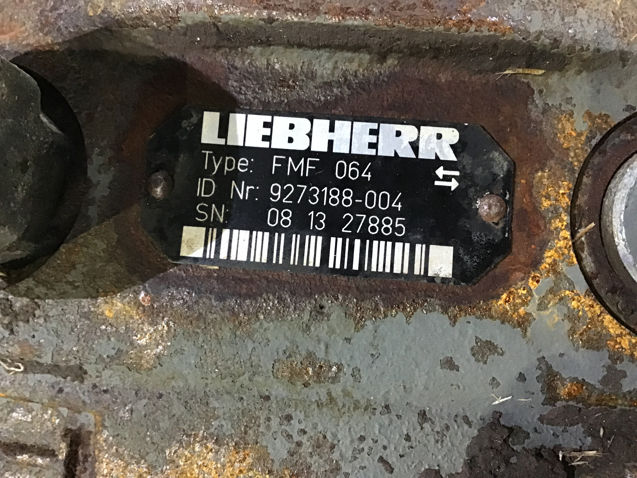 LIEBHERR
Type: FMF 064
ID Nr: 9273188-004
SN: 08 13 27885